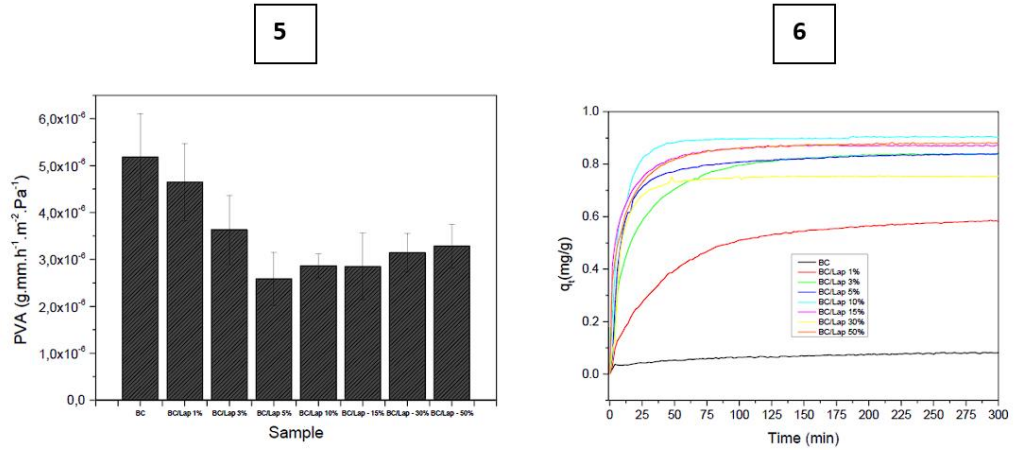 5
6
PVA (g.mm.h⁻¹.m⁻².Pa⁻¹)
6,0x10⁻⁶
5,0x10⁻⁶
4,0x10⁻⁶
3,0x10⁻⁶
2,0x10⁻⁶
1,0x10⁻⁶
0,0
BC BC/Lap 1% BC/Lap 3% BC/Lap 5% BC/Lap 10% BC/Lap - 15% BC/Lap - 30% BC/Lap - 50%
Sample
qt(mg/g)
1.0
0.8
0.6
0.4
0.2
0.0
BC
BC/Lap 1%
BC/Lap 3%
BC/Lap 5%
BC/Lap 10%
BC/Lap 15%
BC/Lap 30%
BC/Lap 50%
0 25 50 75 100 125 150 175 200 225 250 275 300
Time (min)